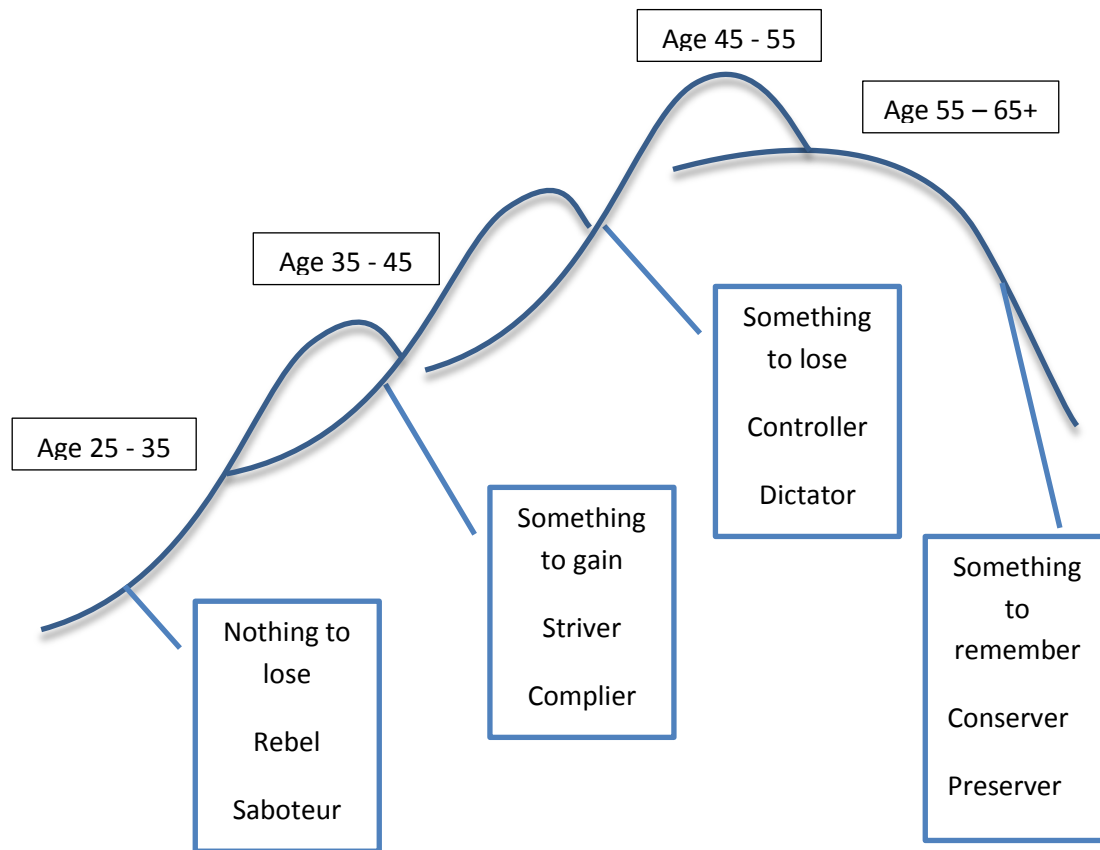 Age 45 - 55
Age 55 – 65+
Age 35 - 45
Age 25 - 35
Something
to lose
Controller
Dictator
Something
to gain
Striver
Complier
Something
to
remember
Conserver
Preserver
Nothing to
lose
Rebel
Saboteur